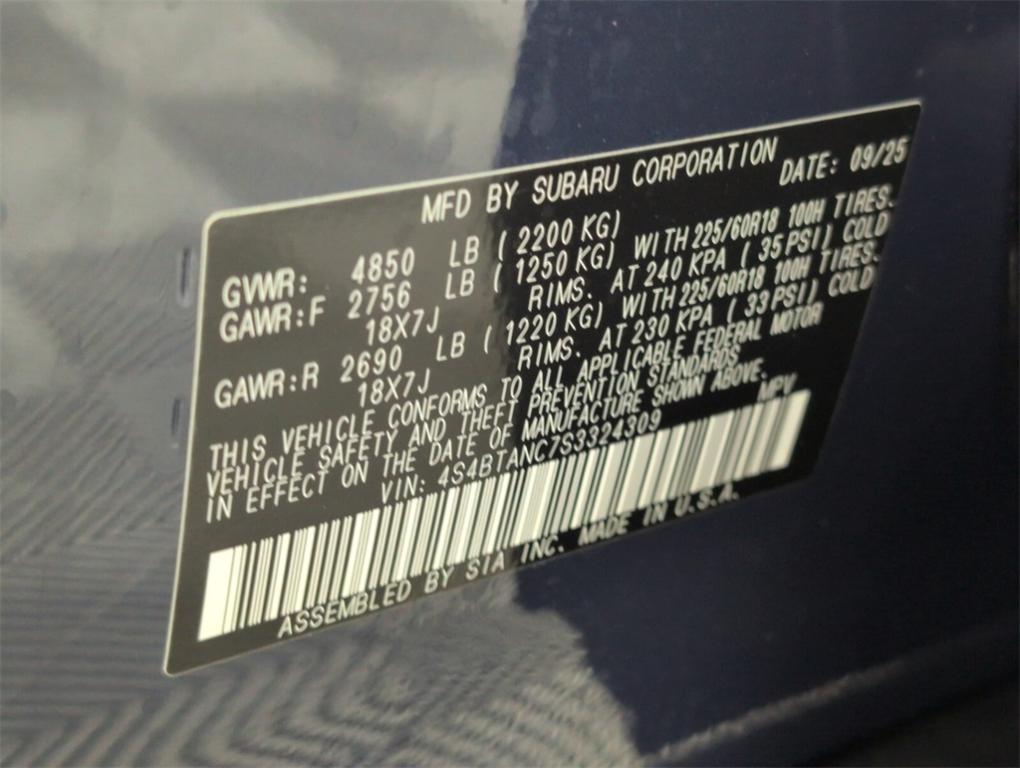 MFD BY SUBARU CORPORATION DATE: 09/25
GVWR: 4850 LB ( 2200 KG)
GAWR:F 2756 LB ( 1250 KG) WITH 225/60R18 100H TIRES.
18X7J RIMS. AT 240 KPA ( 35 PSI) COLD
GAWR:R 2690 LB ( 1220 KG) WITH 225/60R18 100H TIRES.
18X7J RIMS. AT 230 KPA ( 33 PSI) COLD
THIS VEHICLE CONFORMS TO ALL APPLICABLE FEDERAL MOTOR
VEHICLE SAFETY AND THEFT PREVENTION STANDARDS
IN EFFECT ON THE DATE OF MANUFACTURE SHOWN ABOVE.
VIN: 4S4BTANC7S3324309 MPV
ASSEMBLED BY SIA INC. MADE IN U.S.A.